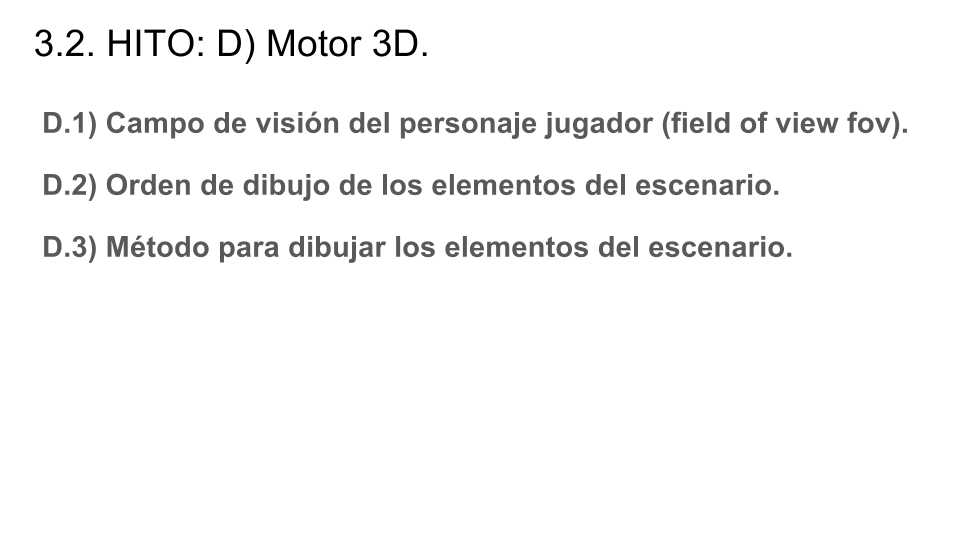 3.2. HITO: D) Motor 3D.
D.1) Campo de visión del personaje jugador (field of view fov).
D.2) Orden de dibujo de los elementos del escenario.
D.3) Método para dibujar los elementos del escenario.